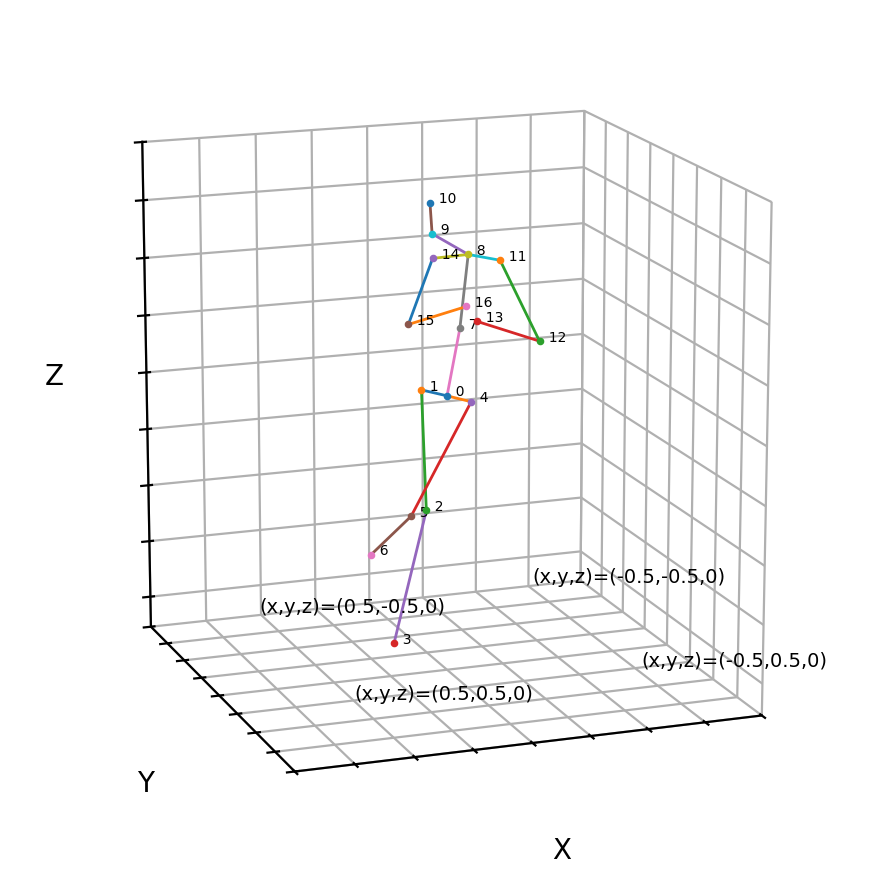 10
9
8
14
11
16
13
15
7
12
Z
1
0
4
2
5
6
(x,y,z)=(-0.5,-0.5,0)
(x,y,z)=(0.5,-0.5,0)
3
(x,y,z)=(-0.5,0.5,0)
(x,y,z)=(0.5,0.5,0)
Y
X